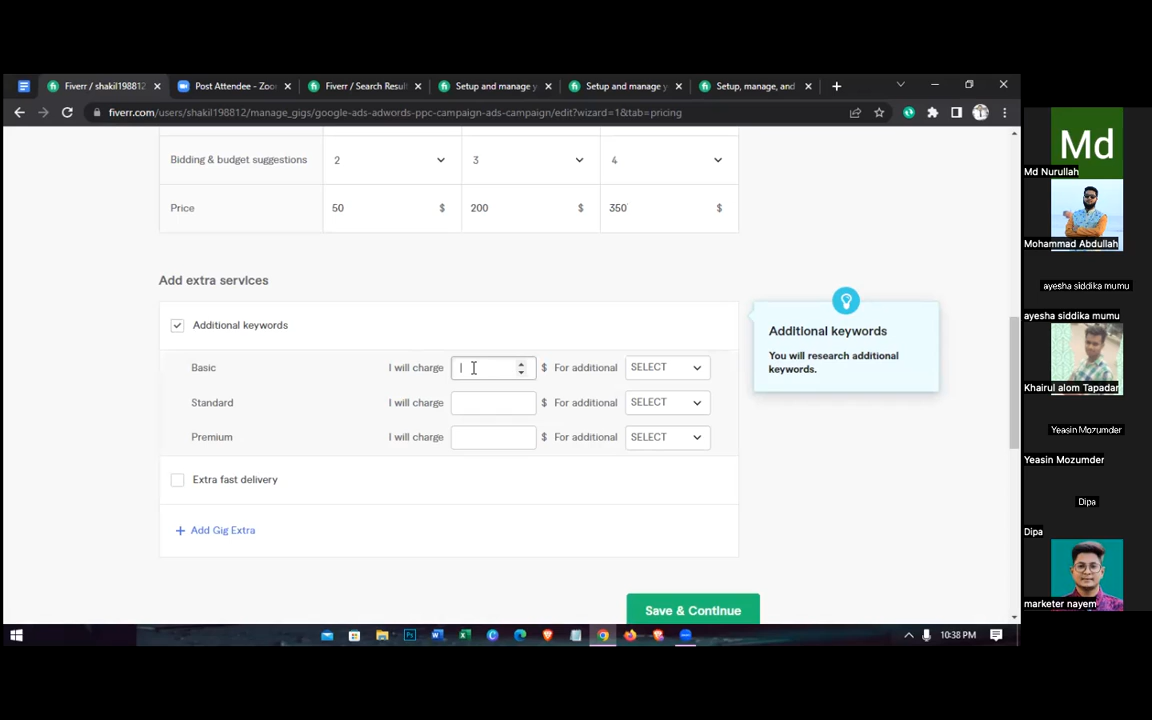 Fiverr / shakil198812
Post Attendee - Zoo
Fiverr / Search Resul
Setup and manage y
Setup and manage y
Setup, manage, and
fiverr.com/users/shakil198812/manage_gigs/google-ads-adwords-ppc-campaign-ads-campaign/edit?wizard=1&tab=pricing
Bidding & budget suggestions 2 3 4
Price 50 $ 200 $ 350 $
Add extra services
Additional keywords
Basic I will charge $ For additional SELECT
Standard I will charge $ For additional SELECT
Premium I will charge $ For additional SELECT
Extra fast delivery
+ Add Gig Extra
Save & Continue
Additional keywords
You will research additional
keywords.
10:38 PM
Md
Md Nurullah
Mohammad Abdullah
ayesha siddika mumu
ayesha siddika mumu
Khairul alom Tapadar
Yeasin Mozumder
Yeasin Mozumder
Dipa
Dipa
marketer nayem